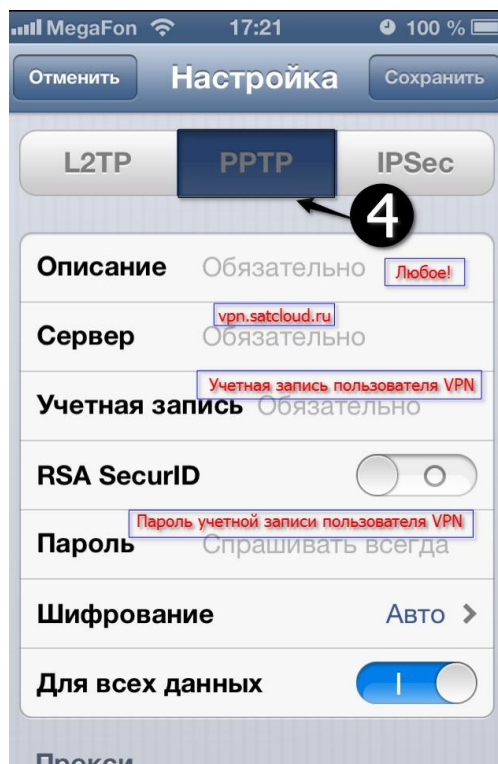 MegaFon 17:21 100 %
Отменить Настройка Сохранить
L2TP PPTP IPSec
4
Описание Обязательно Любое!
vpn.satcloud.ru
Сервер Обязательно
Учетная запись пользователя VPN
Учетная запись Обязательно
RSA SecurID
Пароль учетной записи пользователя VPN
Пароль Спрашивать всегда
Шифрование Авто
Для всех данных
Прокси